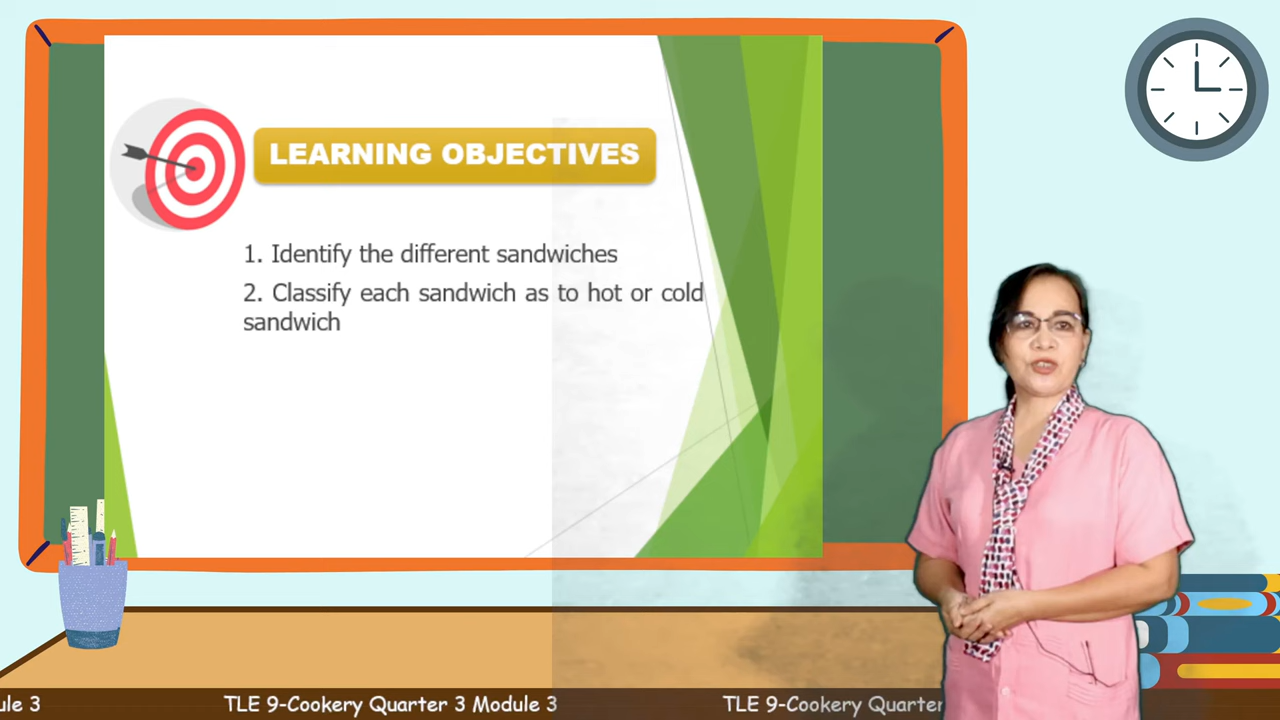 LEARNING OBJECTIVES
1. Identify the different sandwiches
2. Classify each sandwich as to hot or cold
sandwich
ule 3 TLE 9-Cookery Quarter 3 Module 3 TLE 9-Cookery Quarter